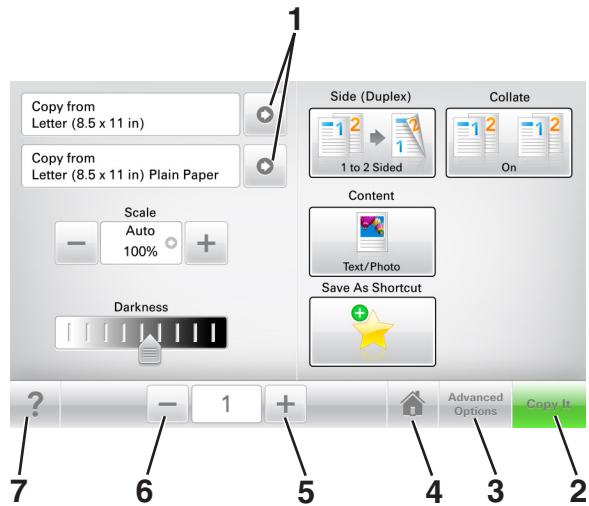 1
Copy from
Letter (8.5 x 11 in)
Copy from
Letter (8.5 x 11 in) Plain Paper
Scale
Auto
100%
Darkness
Side (Duplex)
1 2 1 2
1 to 2 Sided
Collate
1 2 1 2
On
Content
Text/Photo
Save As Shortcut
? 1 Advanced
Options
Copy It
7 6 5 4 3 2